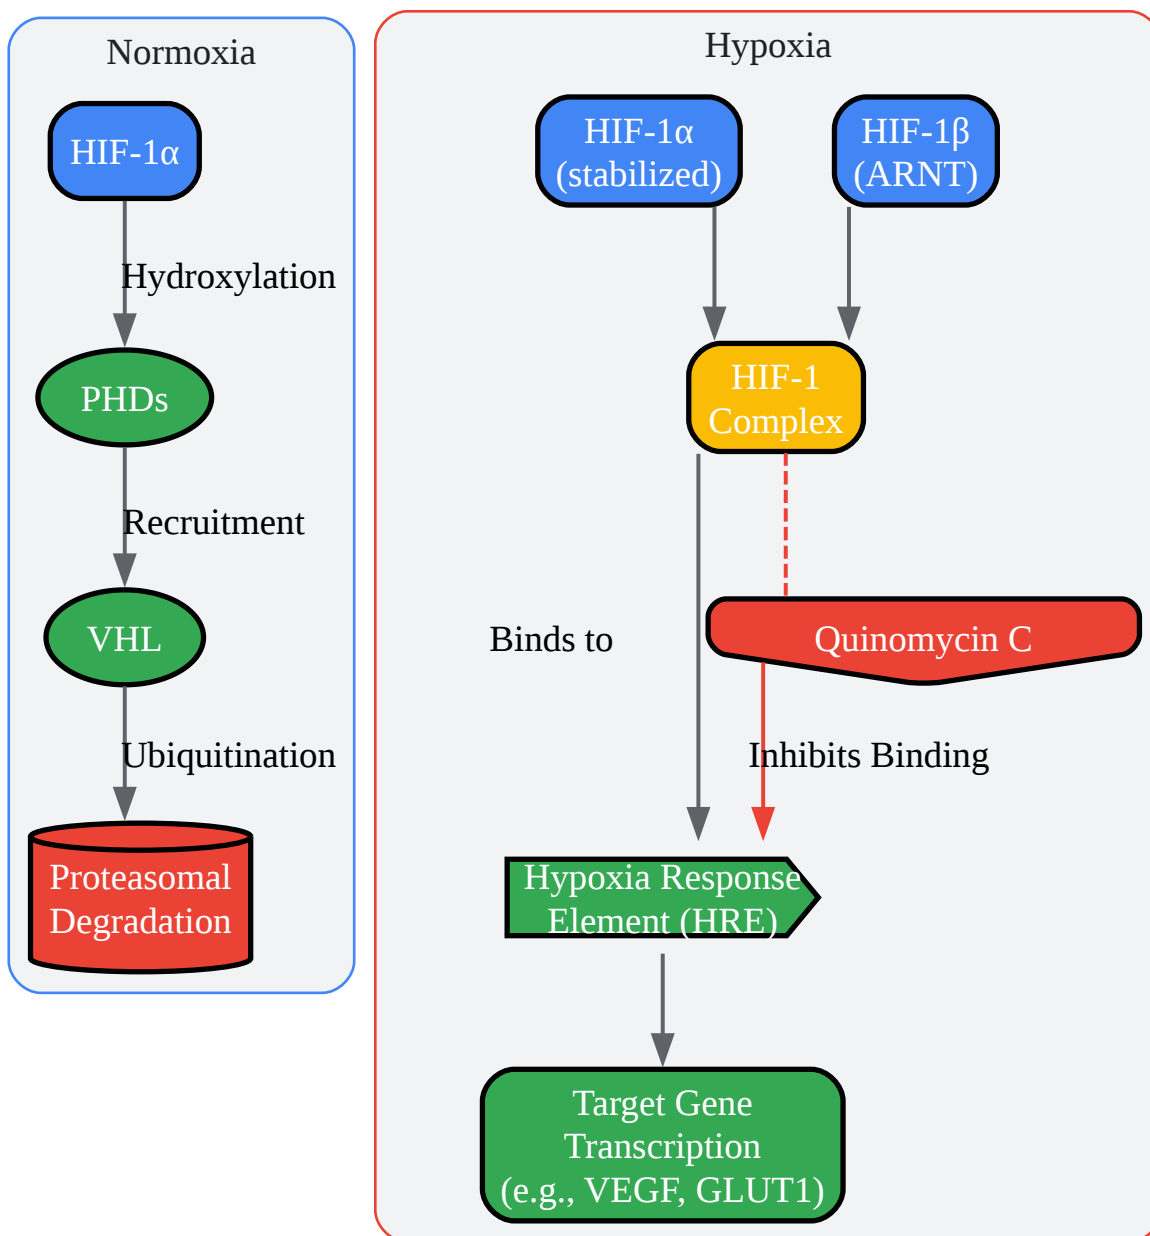 Normoxia
HIF-1α
Hydroxylation
PHDs
Recruitment
VHL
Ubiquitination
Proteasomal
Degradation
Hypoxia
HIF-1α
(stabilized)
HIF-1β
(ARNT)
HIF-1
Complex
Binds to
Quinomycin C
Inhibits Binding
Hypoxia Response
Element (HRE)
Target Gene
Transcription
(e.g., VEGF, GLUT1)